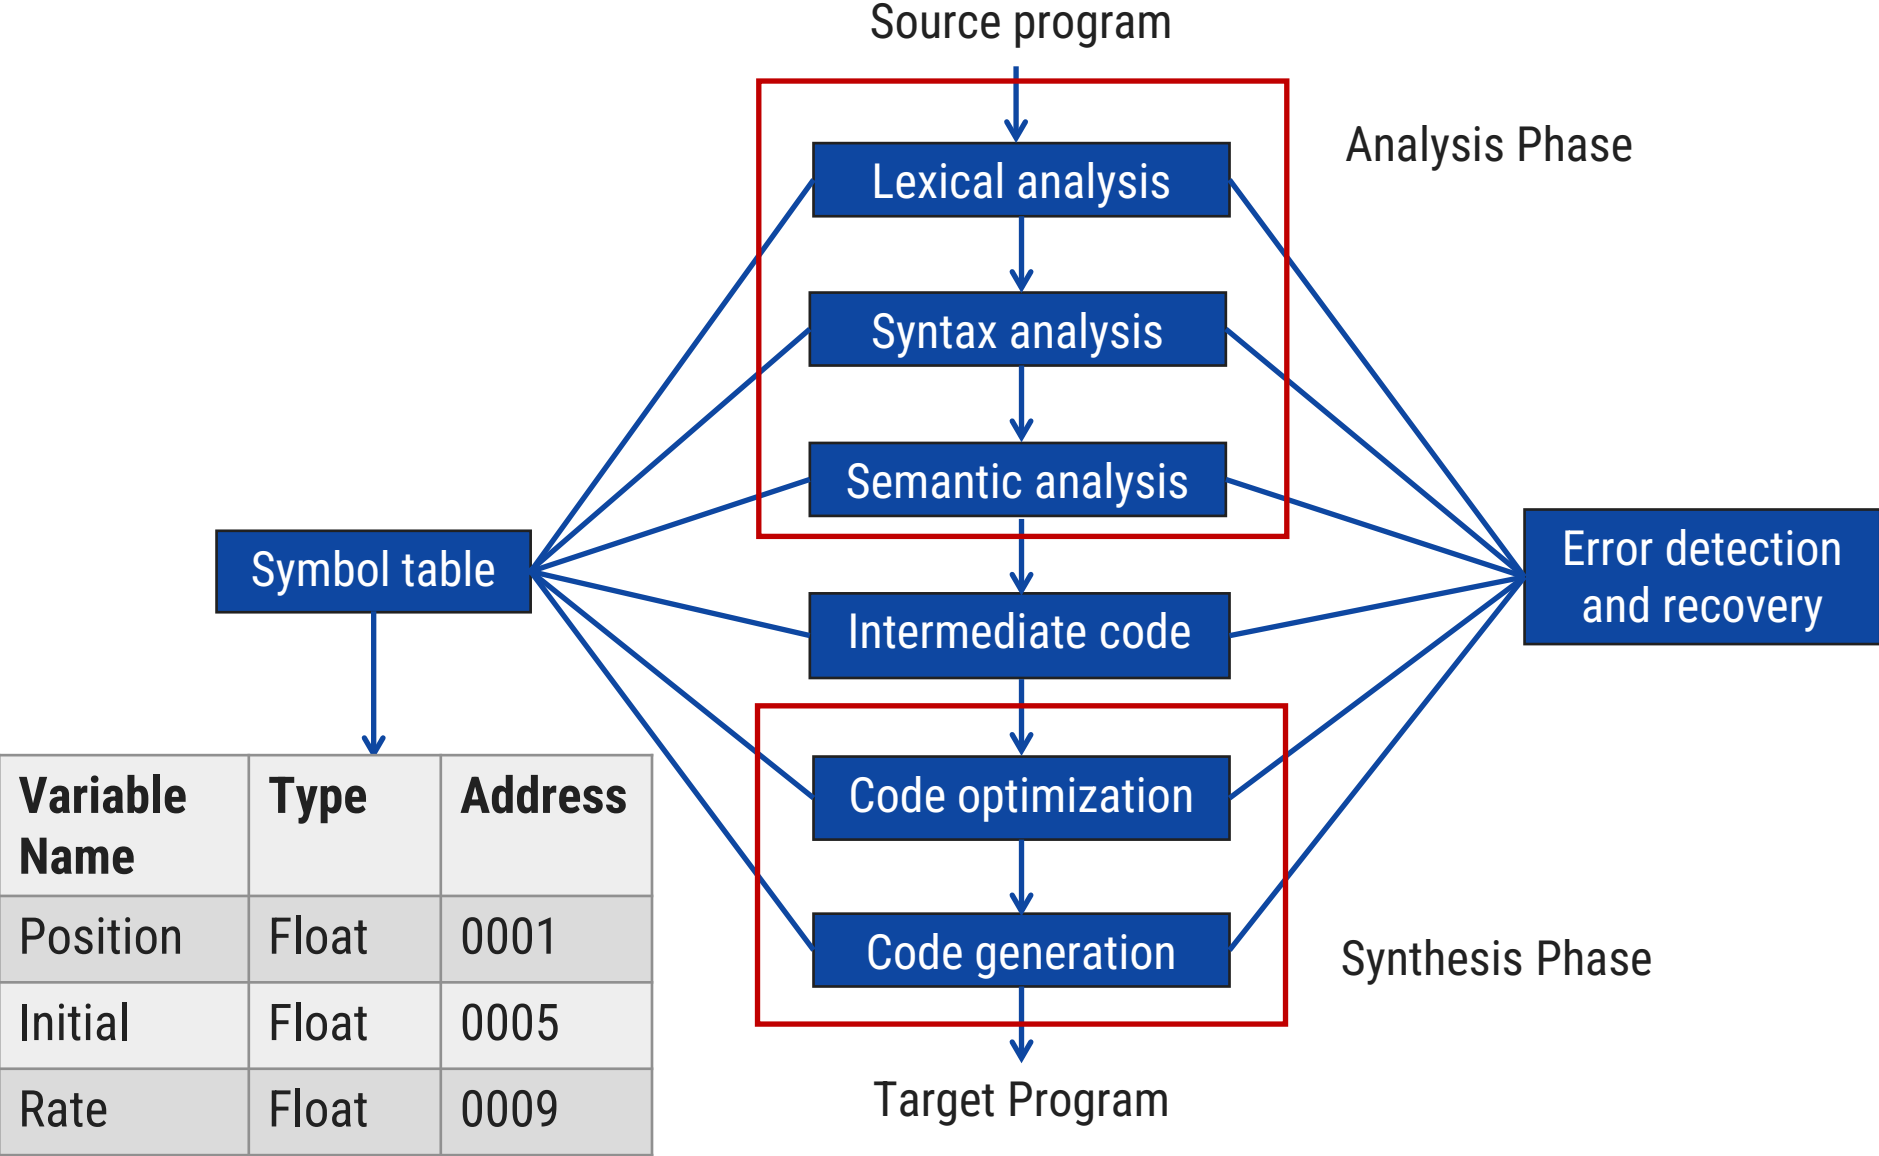 Source program
Analysis Phase
Lexical analysis
Syntax analysis
Semantic analysis
Symbol table
Error detection
and recovery
Intermediate code
Code optimization
Code generation
Synthesis Phase
Target Program
Variable Name Type Address
Position Float 0001
Initial Float 0005
Rate Float 0009